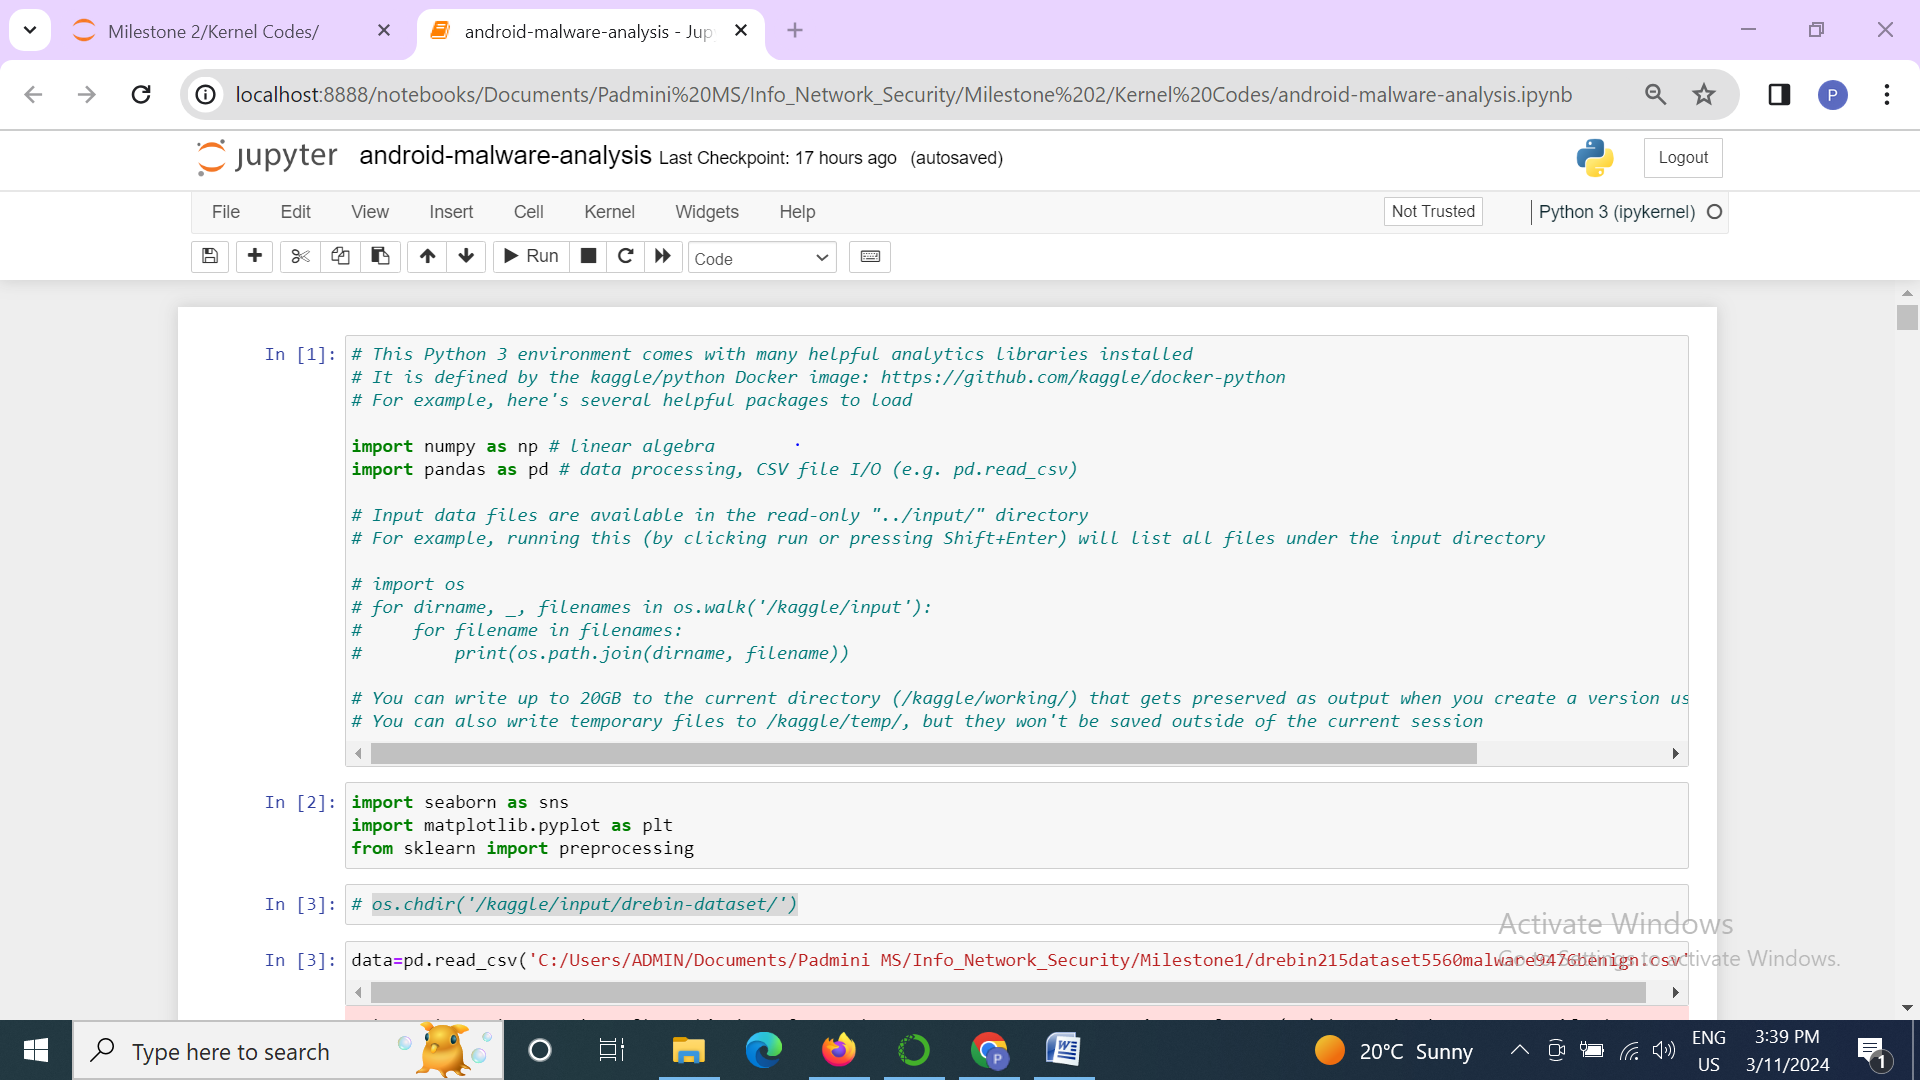 Milestone 2/Kernel Codes/
android-malware-analysis - Jup
localhost:8888/notebooks/Documents/Padmini%20MS/Info_Network_Security/Milestone%202/Kernel%20Codes/android-malware-analysis.ipynb
P
jupyter android-malware-analysis Last Checkpoint: 17 hours ago (autosaved)
Logout
File Edit View Insert Cell Kernel Widgets Help
Not Trusted
Python 3 (ipykernel)
Run
Code
In [1]:
# This Python 3 environment comes with many helpful analytics libraries installed
# It is defined by the kaggle/python Docker image: https://github.com/kaggle/docker-python
# For example, here's several helpful packages to load
import numpy as np # linear algebra
import pandas as pd # data processing, CSV file I/O (e.g. pd.read_csv)
# Input data files are available in the read-only "../input/" directory
# For example, running this (by clicking run or pressing Shift+Enter) will list all files under the input directory
# import os
# for dirname, _, filenames in os.walk('/kaggle/input'):
#     for filename in filenames:
#         print(os.path.join(dirname, filename))
# You can write up to 20GB to the current directory (/kaggle/working/) that gets preserved as output when you create a version us
# You can also write temporary files to /kaggle/temp/, but they won't be saved outside of the current session
In [2]:
import seaborn as sns
import matplotlib.pyplot as plt
from sklearn import preprocessing
In [3]:
# os.chdir('/kaggle/input/drebin-dataset/')
In [3]:
data=pd.read_csv('C:/Users/ADMIN/Documents/Padmini MS/Info_Network_Security/Milestone1/drebin215dataset5560malware9476benign.csv'
Activate Windows
Go to Settings to activate Windows.
Type here to search
P
20°C Sunny
ENG
US
3:39 PM
3/11/2024
1